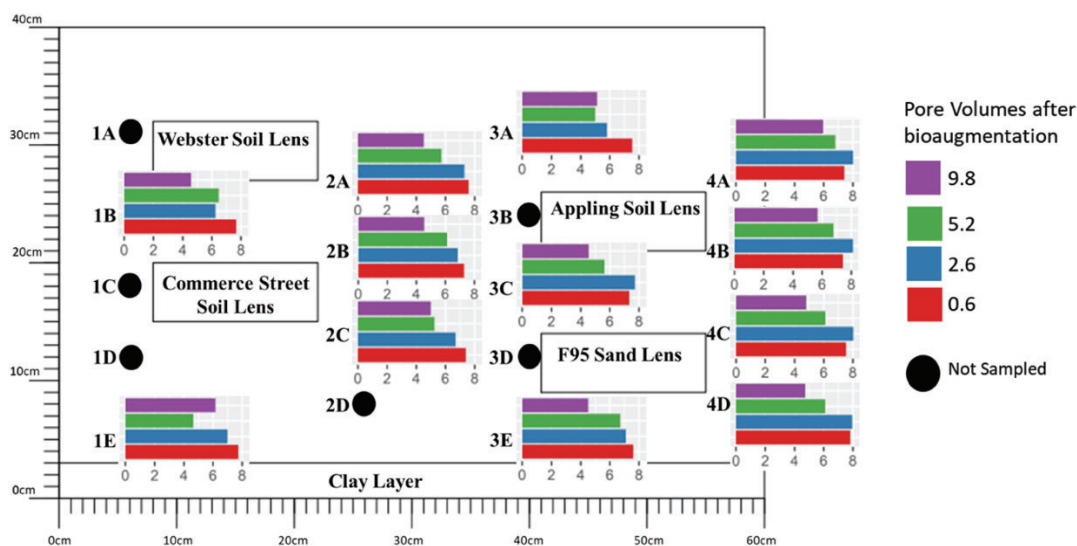 40cm
30cm
20cm
10cm
0cm
0cm
10cm
20cm
30cm
40cm
50cm
60cm
1A
Webster Soil Lens
1B
0 2 4 6 8
1C
Commerce Street
Soil Lens
1D
1E
0 2 4 6 8
2A
0 2 4 6 8
2B
0 2 4 6 8
2C
0 2 4 6 8
2D
3A
0 2 4 6 8
3B
Appling Soil Lens
3C
0 2 4 6 8
3D
F95 Sand Lens
3E
0 2 4 6 8
4A
0 2 4 6 8
4B
0 2 4 6 8
4C
0 2 4 6 8
4D
0 2 4 6 8
Clay Layer
Pore Volumes after
bioaugmentation
9.8
5.2
2.6
0.6
Not Sampled